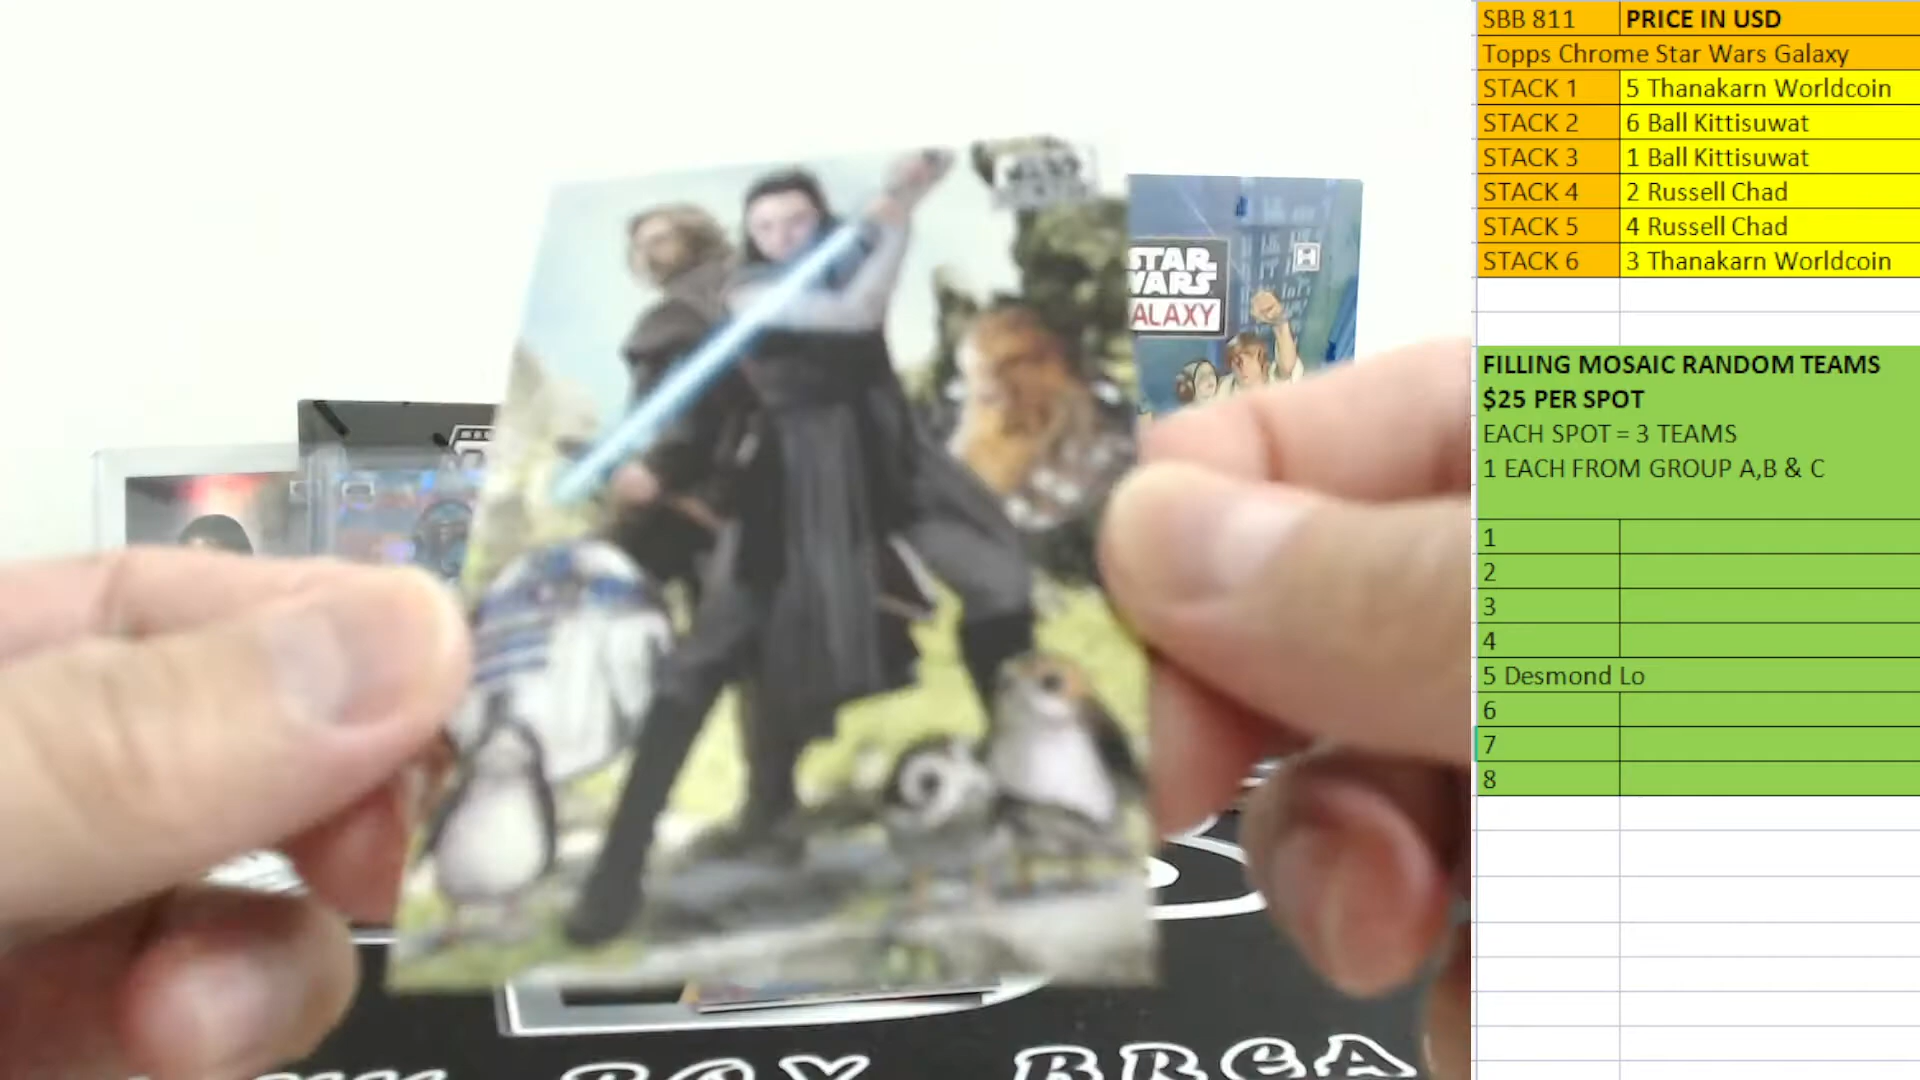 SBB 811 PRICE IN USD
Topps Chrome Star Wars Galaxy
STACK 1 5 Thanakarn Worldcoin
STACK 2 6 Ball Kittisuwat
STACK 3 1 Ball Kittisuwat
STACK 4 2 Russell Chad
STACK 5 4 Russell Chad
STACK 6 3 Thanakarn Worldcoin
FILLING MOSAIC RANDOM TEAMS
$25 PER SPOT
EACH SPOT = 3 TEAMS
1 EACH FROM GROUP A,B & C
1
2
3
4
5 Desmond Lo
6
7
8
STAR
WARS
ALAXY
H
BOX BREA